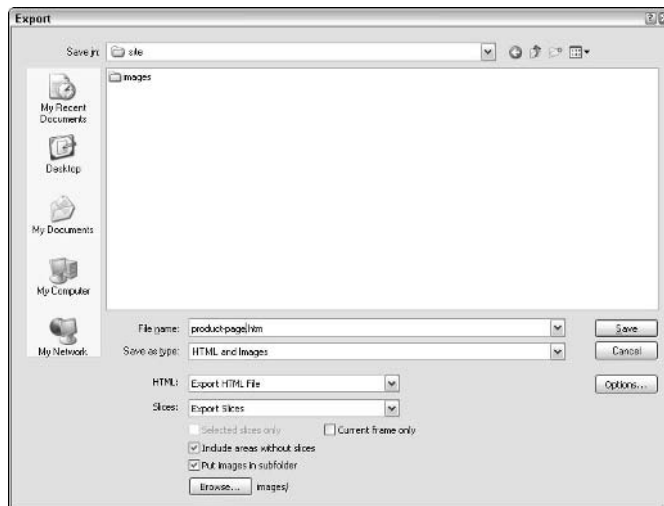 Export
Save in: site
images
My Recent
Documents
Desktop
My Documents
My Computer
My Network
File name: product-page.htm
Save
Save as type: HTML and Images
Cancel
HTML: Export HTML File
Options...
Slices: Export Slices
Selected slices only
Current frame only
Include areas without slices
Put images in subfolder
Browse... images/